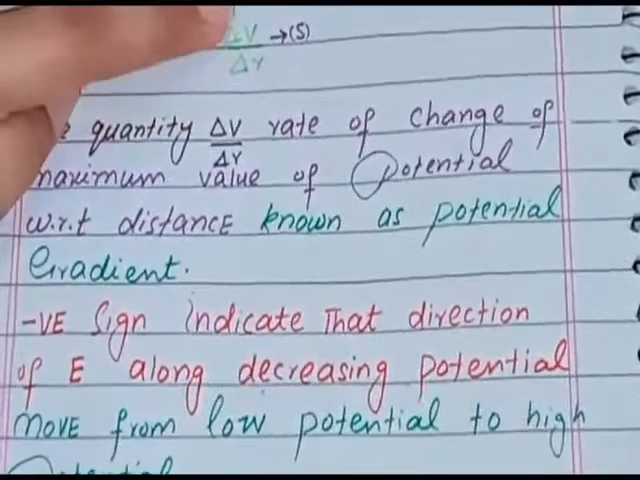 ΔV →(5)
Δr
quantity ΔV/Δr rate of change of
maximum value of potential
w.r.t distance known as potential
Gradient.
-VE Sign indicate That direction
of E along decreasing potential
move from low potential to high
potential